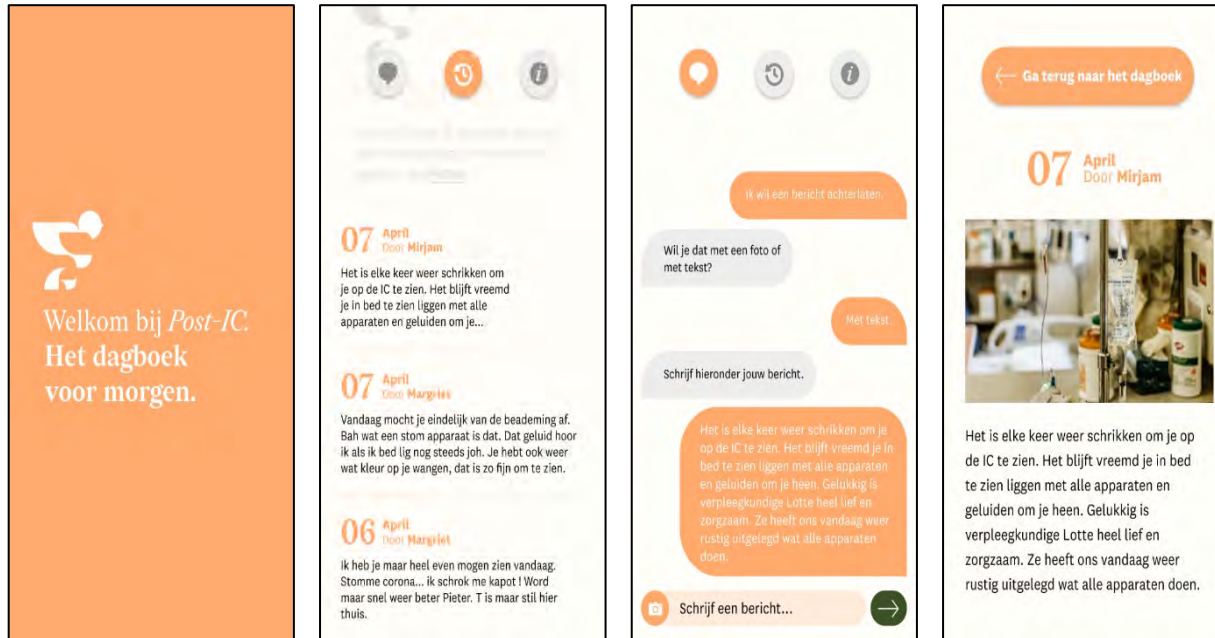 Welkom bij Post-IC.
Het dagboek
voor morgen.
07 April
Door Mirjam
Het is elke keer weer schrikken om
je op de IC te zien. Het blijft vreemd
je in bed te zien liggen met alle
apparaten en geluiden om je...
07 April
Door Margriet
Vandaag mocht je eindelijk van de beademing af.
Bah wat een stom apparaat is dat. Dat geluid hoor
ik als ik bed lig nog steeds joh. Je hebt ook weer
wat kleur op je wangen, dat is zo fijn om te zien.
06 April
Door Margriet
Ik heb je maar heel even mogen zien vandaag.
Stomme corona... ik schrok me kapot ! Word
maar snel weer beter Pieter. T is maar stil hier
thuis.
Ik wil een bericht achterlaten.
Wil je dat met een foto of
met tekst?
Met tekst.
Schrijf hieronder jouw bericht.
Het is elke keer weer schrikken om je
op de IC te zien. Het blijft vreemd je in
bed te zien liggen met alle apparaten
en geluiden om je heen. Gelukkig is
verpleegkundige Lotte heel lief en
zorgzaam. Ze heeft ons vandaag weer
rustig uitgelegd wat alle apparaten
doen.
Schrijf een bericht...
Ga terug naar het dagboek
07 April
Door Mirjam
Het is elke keer weer schrikken om je op
de IC te zien. Het blijft vreemd je in bed
te zien liggen met alle apparaten en
geluiden om je heen. Gelukkig is
verpleegkundige Lotte heel lief en
zorgzaam. Ze heeft ons vandaag weer
rustig uitgelegd wat alle apparaten doen.